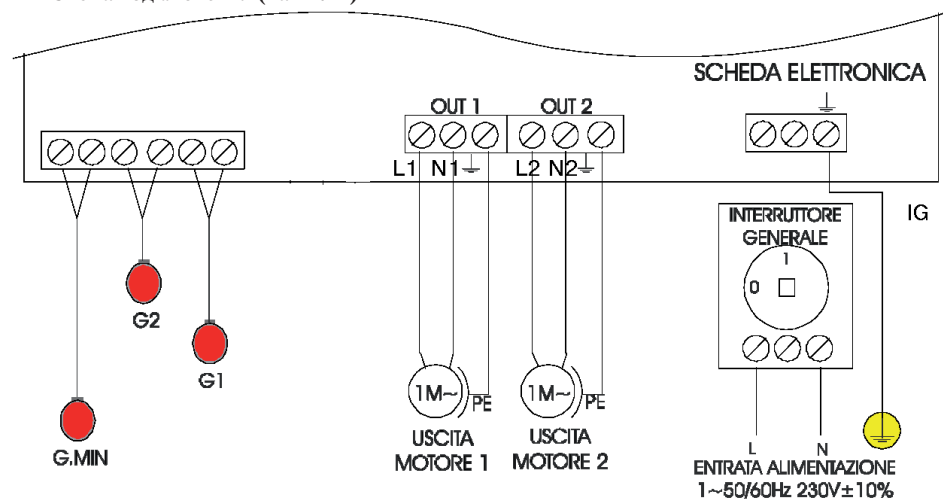 SCHEDA ELETTRONICA
OUT 1 OUT 2
L1 N1 L2 N2
INTERRUTTORE
GENERALE
IG
1
0
G2
G1
G.MIN
1M~ PE 1M~ PE
USCITA
MOTORE 1
USCITA
MOTORE 2
L N
ENTRATA ALIMENTAZIONE
1~50/60Hz 230V±10%